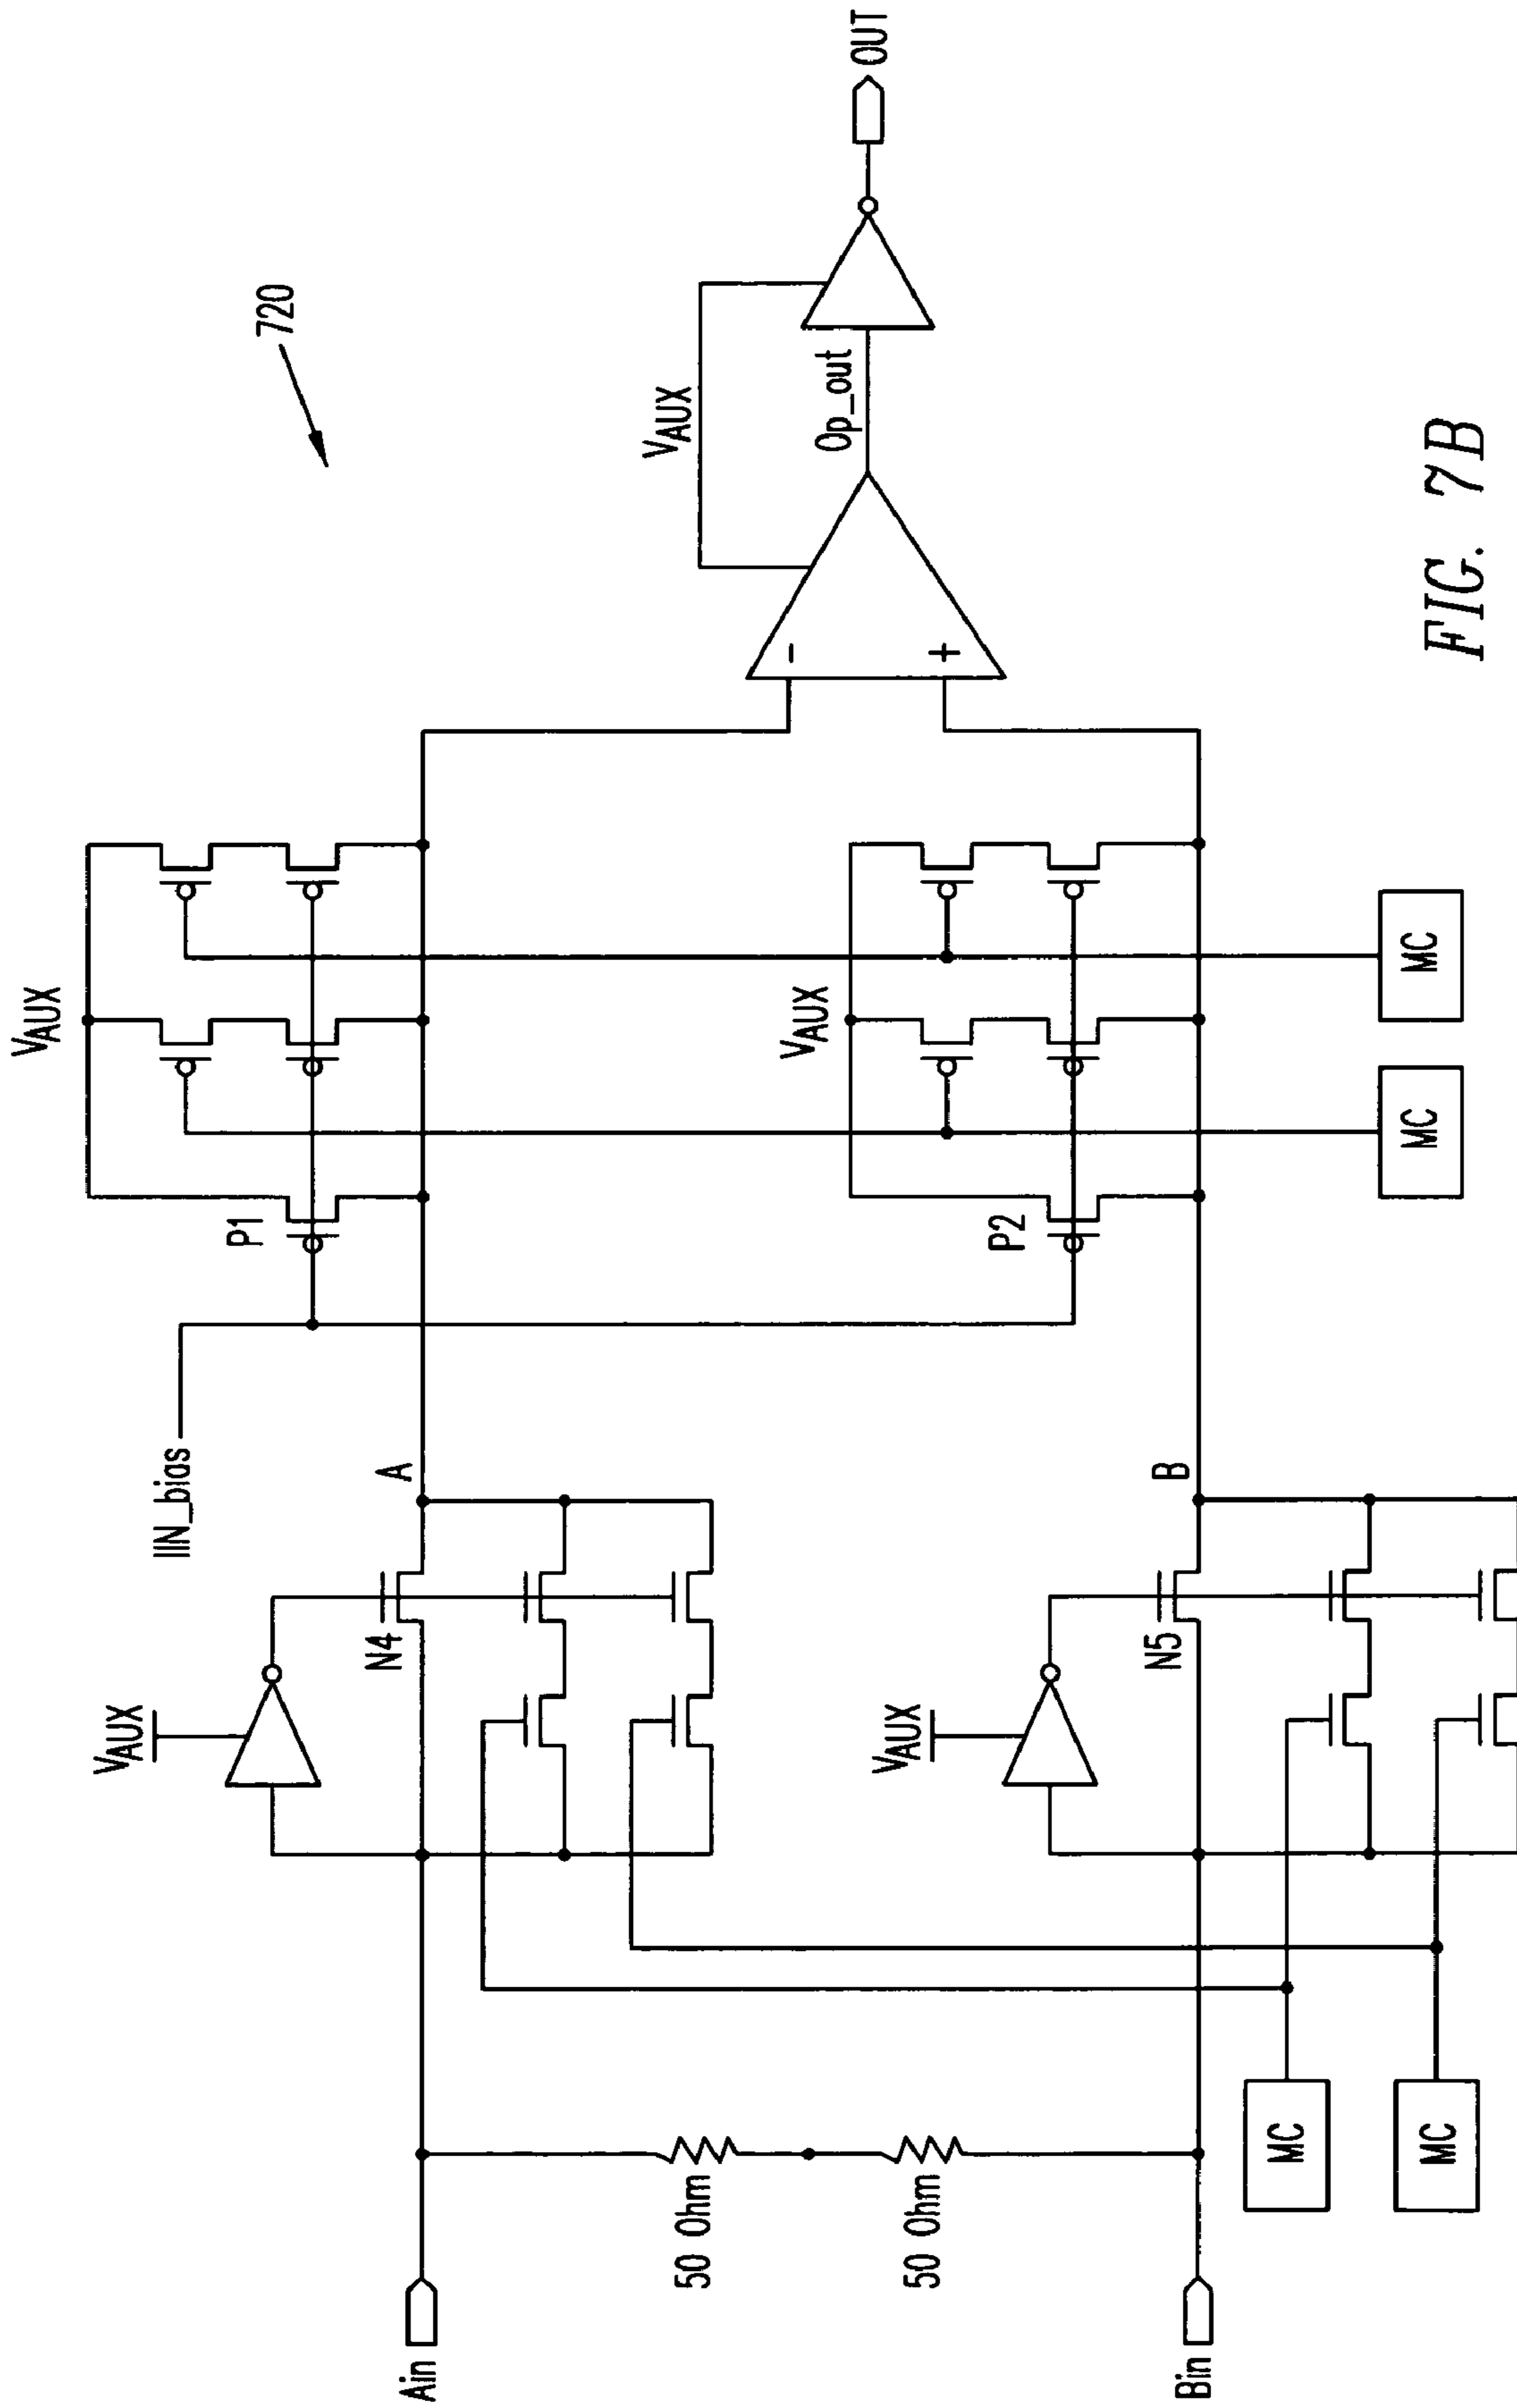 720
VAUX
VAUX
IIN_bias
P1
VAUX
Op_out
OUT
N4
A
Ain
50 Ohm
50 Ohm
VAUX
VAUX
P2
N5
B
Bin
MC
MC
MC
MC
-
+
FIG. 7B